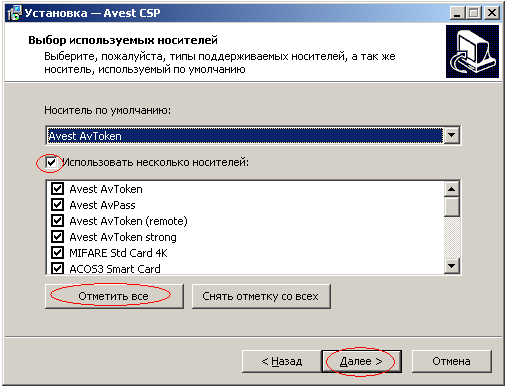 Установка — Avest CSP
Выбор используемых носителей
Выберите, пожалуйста, типы поддерживаемых носителей, а так же
носитель, используемый по умолчанию
Носитель по умолчанию:
Avest AvToken
Использовать несколько носителей:
Avest AvToken
Avest AvPass
Avest AvToken (remote)
Avest AvToken strong
MIFARE Std Card 4K
ACOS3 Smart Card
Отметить все
Снять отметку со всех
< Назад
Далее >
Отмена